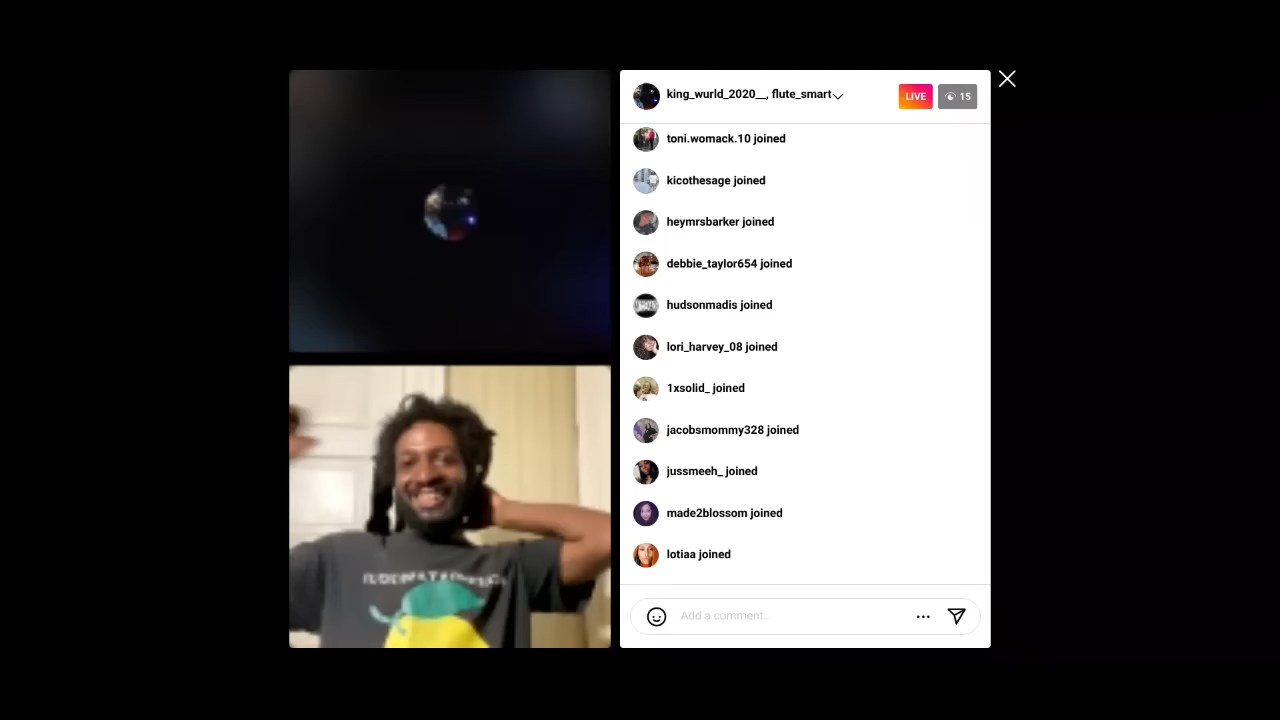 king_wurld_2020__, flute_smart
LIVE
15
toni.womack.10 joined
kicothesage joined
heymrsbarker joined
debbie_taylor654 joined
hudsonmadis joined
lori_harvey_08 joined
1xsolid_ joined
jacobsmommy328 joined
jussmeeh_ joined
made2blossom joined
lotiaa joined
Add a comment...